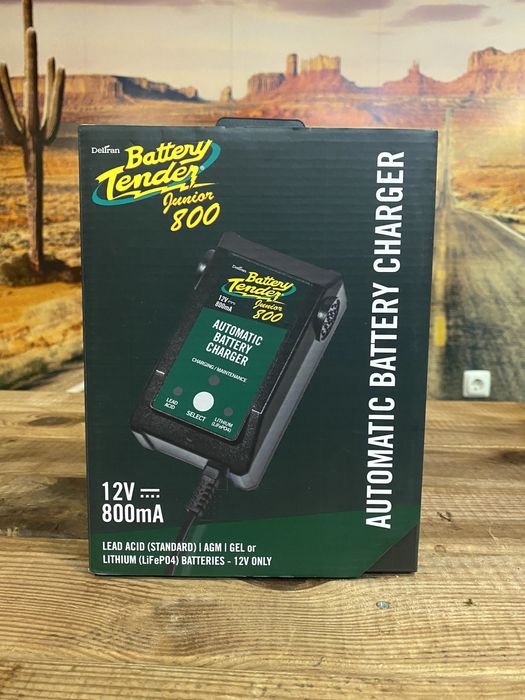 Deltran
Battery
Tender®
Junior
800
Deltran
Battery
Tender
Junior
800
12V
800mA
AUTOMATIC
BATTERY
CHARGER
CHARGING / MAINTENANCE
LEAD
ACID
SELECT
LITHIUM
(LiFePO4)
AUTOMATIC BATTERY CHARGER
12V
800mA
LEAD ACID (STANDARD) | AGM | GEL or
LITHIUM (LiFePO4) BATTERIES - 12V ONLY